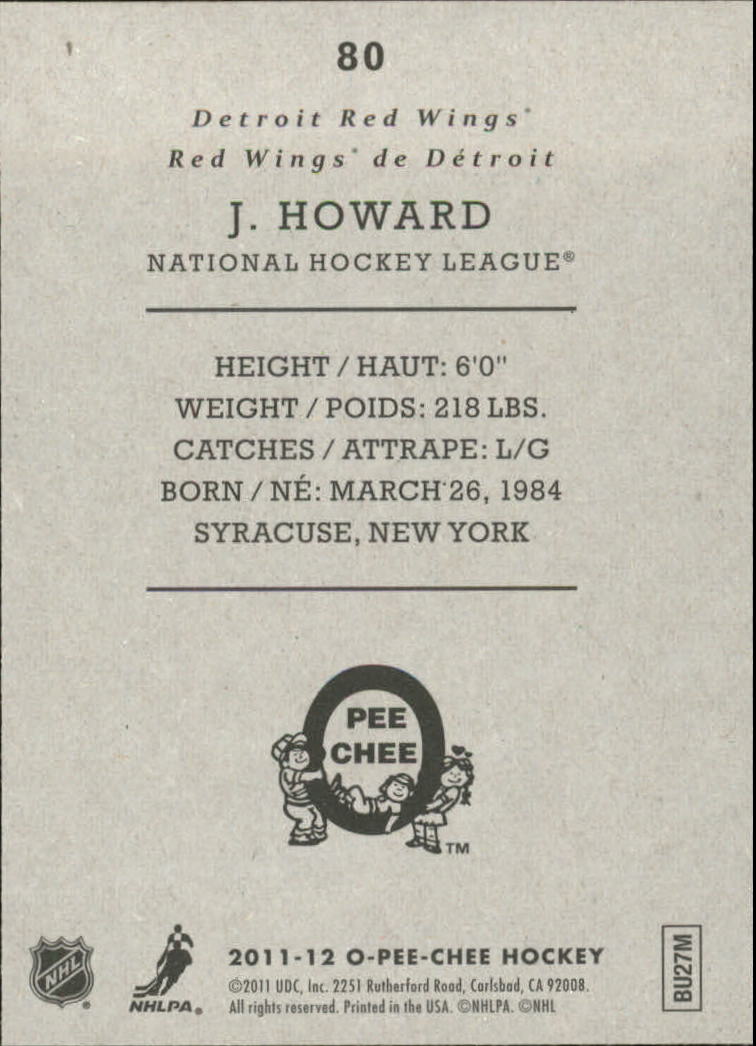 80
Detroit Red Wings
Red Wings de Détroit
J. HOWARD
NATIONAL HOCKEY LEAGUE®
HEIGHT / HAUT: 6'0"
WEIGHT / POIDS: 218 LBS.
CATCHES / ATTRAPE: L/G
BORN / NÉ: MARCH 26, 1984
SYRACUSE, NEW YORK
O
PEE
CHEE
TM
NHL
NHLPA®
2011-12 O-PEE-CHEE HOCKEY
©2011 UDC, Inc. 2251 Rutherford Road, Carlsbad, CA 92008.
All rights reserved. Printed in the USA. ©NHLPA. ©NHL
BU27M